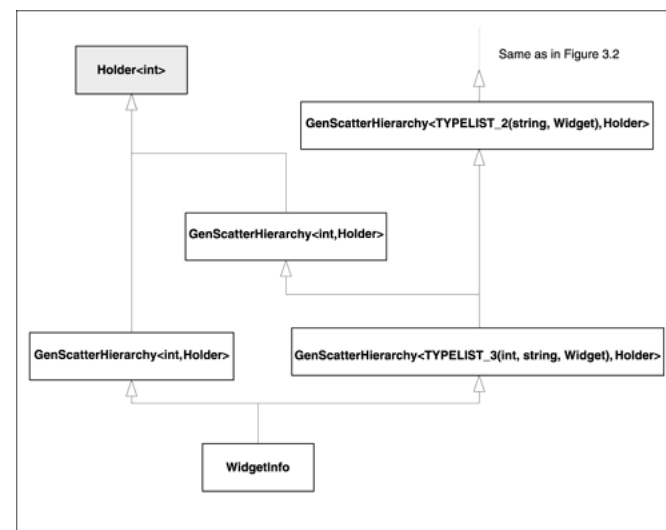 Same as in Figure 3.2
Holder<int>
GenScatterHierarchy<TYPELIST_2(string, Widget),Holder>
GenScatterHierarchy<int,Holder>
GenScatterHierarchy<int,Holder>
GenScatterHierarchy<TYPELIST_3(int, string, Widget),Holder>
WidgetInfo